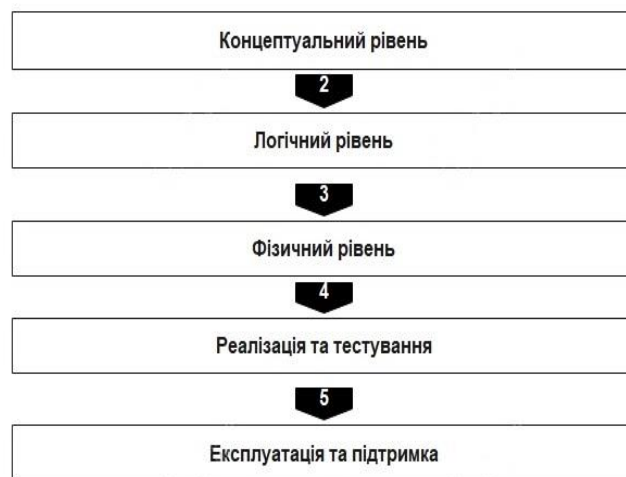 Концептуальний рівень
2
Логічний рівень
3
Фізичний рівень
4
Реалізація та тестування
5
Експлуатація та підтримка